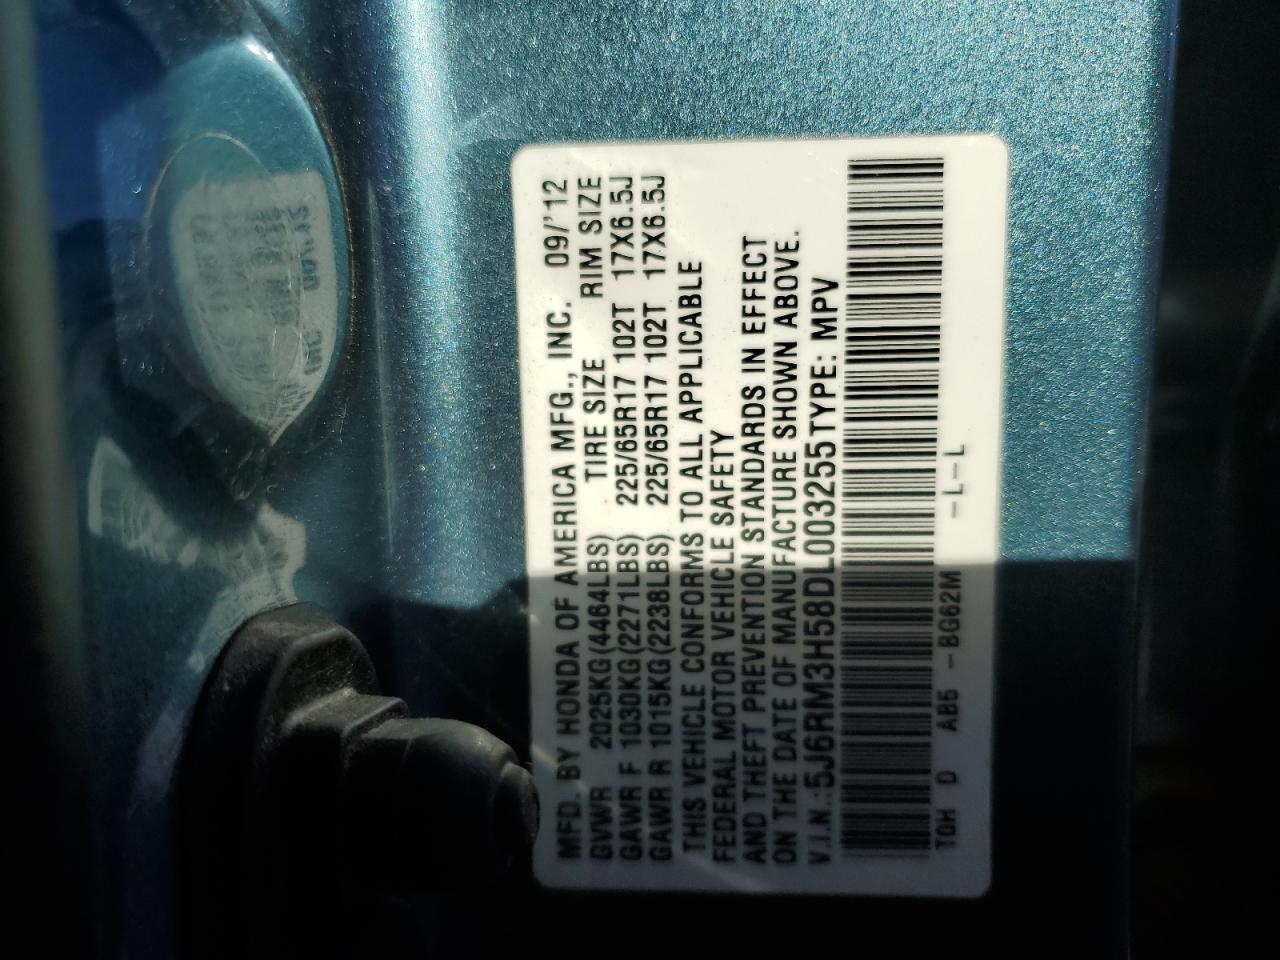 MFD. BY HONDA OF AMERICA MFG., INC. 09/'12
GVWR 2025KG(4464LBS) TIRE SIZE RIM SIZE
GAWR F 1030KG(2271LBS) 225/65R17 102T 17X6.5J
GAWR R 1015KG(2238LBS) 225/65R17 102T 17X6.5J
THIS VEHICLE CONFORMS TO ALL APPLICABLE
FEDERAL MOTOR VEHICLE SAFETY
AND THEFT PREVENTION STANDARDS IN EFFECT
ON THE DATE OF MANUFACTURE SHOWN ABOVE.
V.I.N.:5J6RM3H58DL003255TYPE: MPV
TQH D AB5 -BG62M -L-L